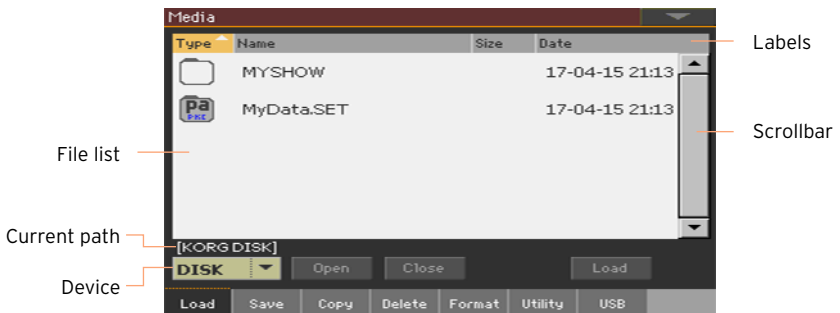 Media
Type Name Size Date
Labels
MYSHOW 17-04-15 21:13
pa
PKG
MyData.SET 17-04-15 21:13
Scrollbar
File list
Current path
[KORG DISK]
Device
DISK Open Close Load
Load Save Copy Delete Format Utility USB